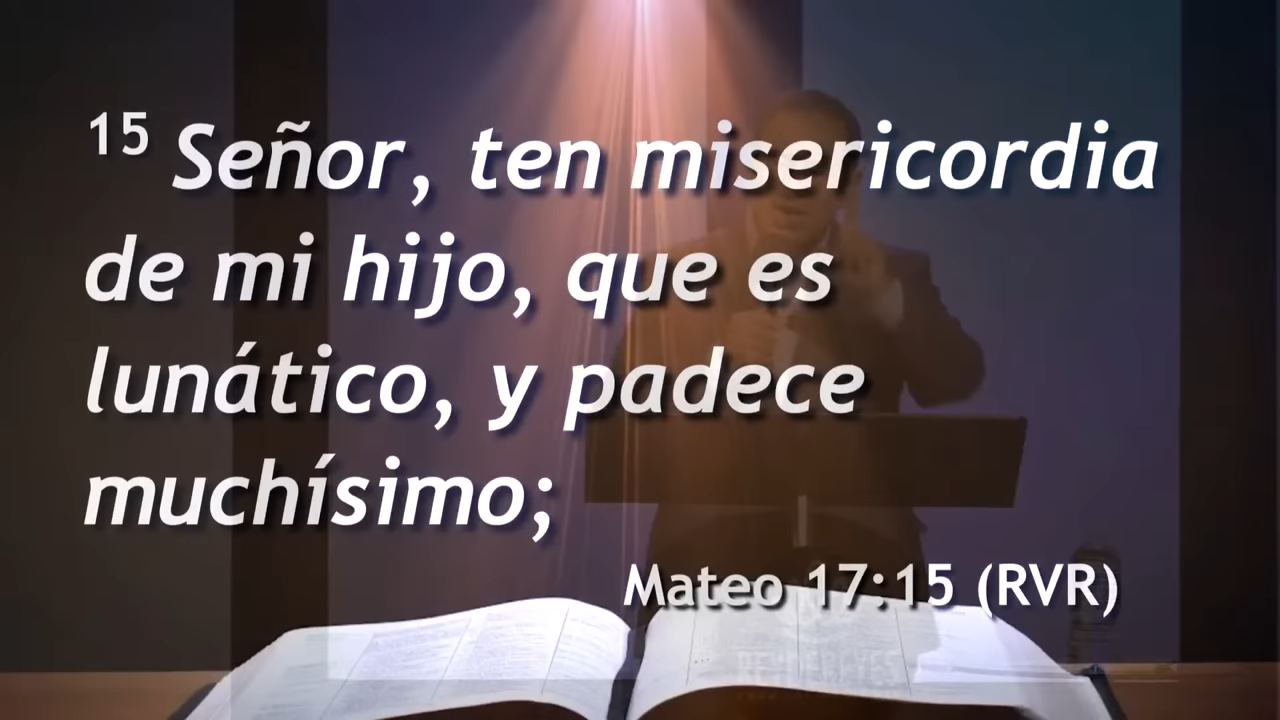 15 Señor, ten misericordia
de mi hijo, que es
lunático, y padece
muchísimo;
Mateo 17:15 (RVR)